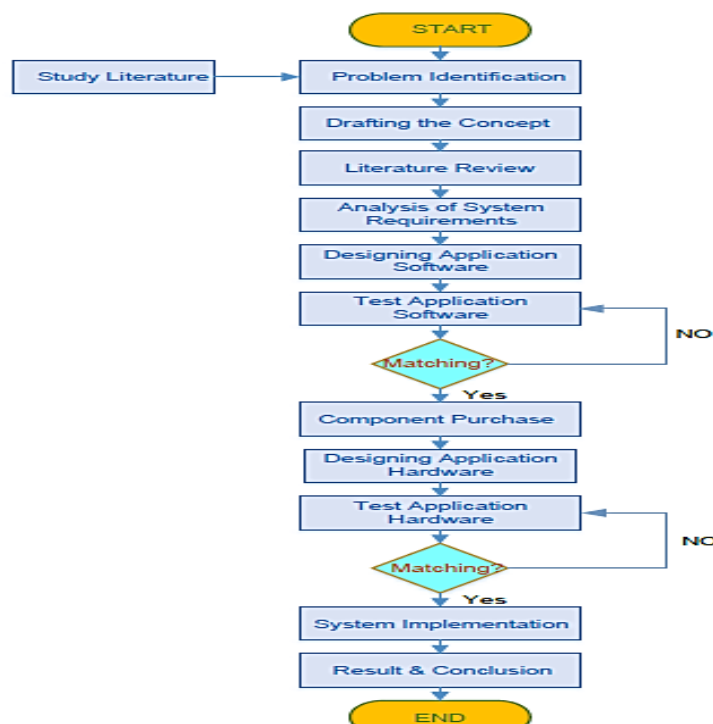 START
Study Literature
Problem Identification
Drafting the Concept
Literature Review
Analysis of System
Requirements
Designing Application
Software
Test Application
Software
NO
Matching?
Yes
Component Purchase
Designing Application
Hardware
Test Application
Hardware
NO
Matching?
Yes
System Implementation
Result & Conclusion
END